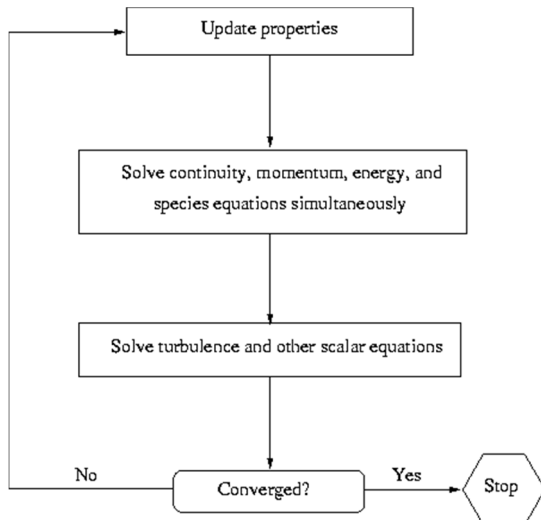 Update properties
Solve continuity, momentum, energy, and
species equations simultaneously
Solve turbulence and other scalar equations
No
Converged?
Yes
Stop